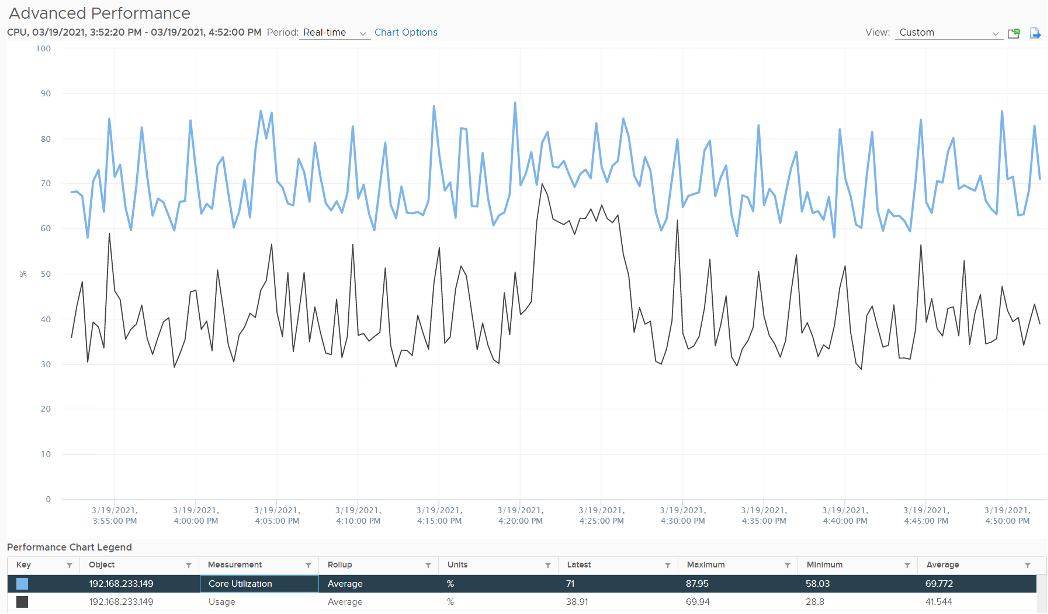 Advanced Performance
CPU, 03/19/2021, 3:52:20 PM - 03/19/2021, 4:52:00 PM Period: Real-time Chart Options View: Custom
100
90
80
70
60
50
40
30
20
10
0
%
3/19/2021, 3/19/2021, 3/19/2021, 3/19/2021, 3/19/2021, 3/19/2021, 3/19/2021, 3/19/2021, 3/19/2021, 3/19/2021, 3/19/2021, 3/19/2021,
3:55:00 PM 4:00:00 PM 4:05:00 PM 4:10:00 PM 4:15:00 PM 4:20:00 PM 4:25:00 PM 4:30:00 PM 4:35:00 PM 4:40:00 PM 4:45:00 PM 4:50:00 PM
Performance Chart Legend
Key Object Measurement Rollup Units Latest Maximum Minimum Average
192.168.233.149 Core Utilization Average % 71 87.95 58.03 69.772
192.168.233.149 Usage Average % 38.91 69.94 28.8 41.544